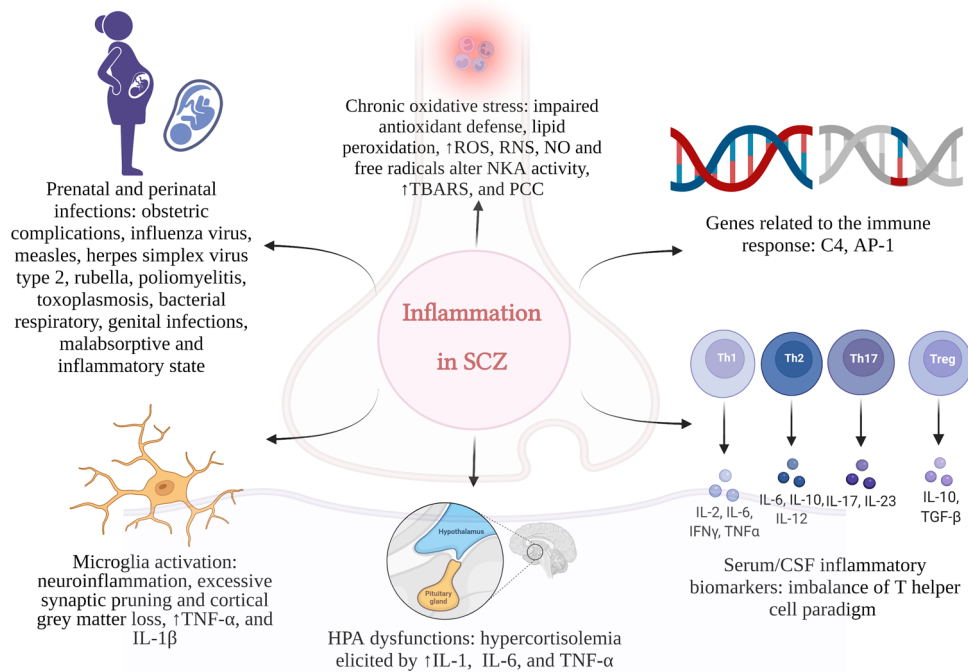 Prenatal and perinatal
infections: obstetric
complications, influenza virus,
measles, herpes simplex virus
type 2, rubella, poliomyelitis,
toxoplasmosis, bacterial
respiratory, genital infections,
malabsorptive and
inflammatory state
Chronic oxidative stress: impaired
antioxidant defense, lipid
peroxidation, ↑ROS, RNS, NO and
free radicals alter NKA activity,
↑TBARS, and PCC
Genes related to the immune
response: C4, AP-1
Inflammation
in SCZ
Th1
Th2
Th17
Treg
IL-2, IL-6,
IFNγ, TNFα
IL-6, IL-10,
IL-12
IL-17, IL-23
IL-10,
TGF-β
Serum/CSF inflammatory
biomarkers: imbalance of T helper
cell paradigm
Microglia activation:
neuroinflammation, excessive
synaptic pruning and cortical
grey matter loss, ↑TNF-α, and
IL-1β
Hypothalamus
Pituitary
gland
HPA dysfunctions: hypercortisolemia
elicited by ↑IL-1, IL-6, and TNF-α